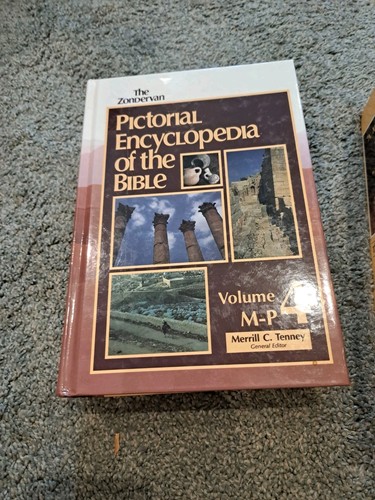 The
Zondervan
Pictorial
Encyclopedia
of the
Bible
Volume 4
M-P
Merrill C. Tenney
General Editor